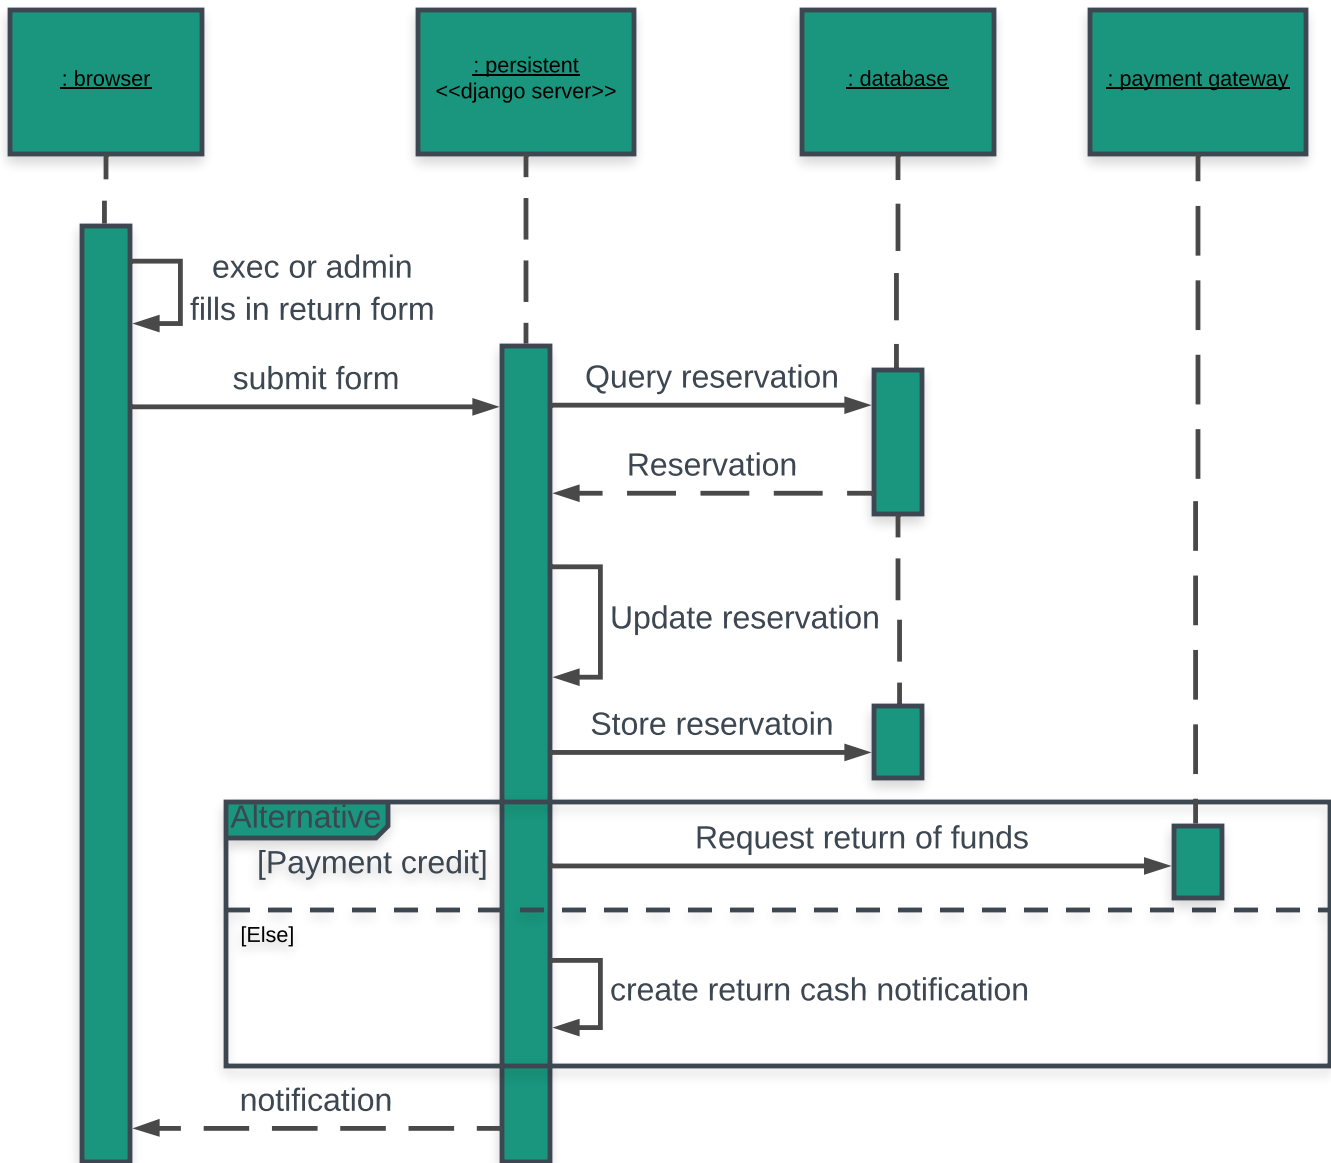 : browser
: persistent
<<django server>>
: database
: payment gateway
exec or admin
fills in return form
submit form
Query reservation
Reservation
Update reservation
Store reservatoin
Alternative
Request return of funds
[Payment credit]
[Else]
create return cash notification
notification